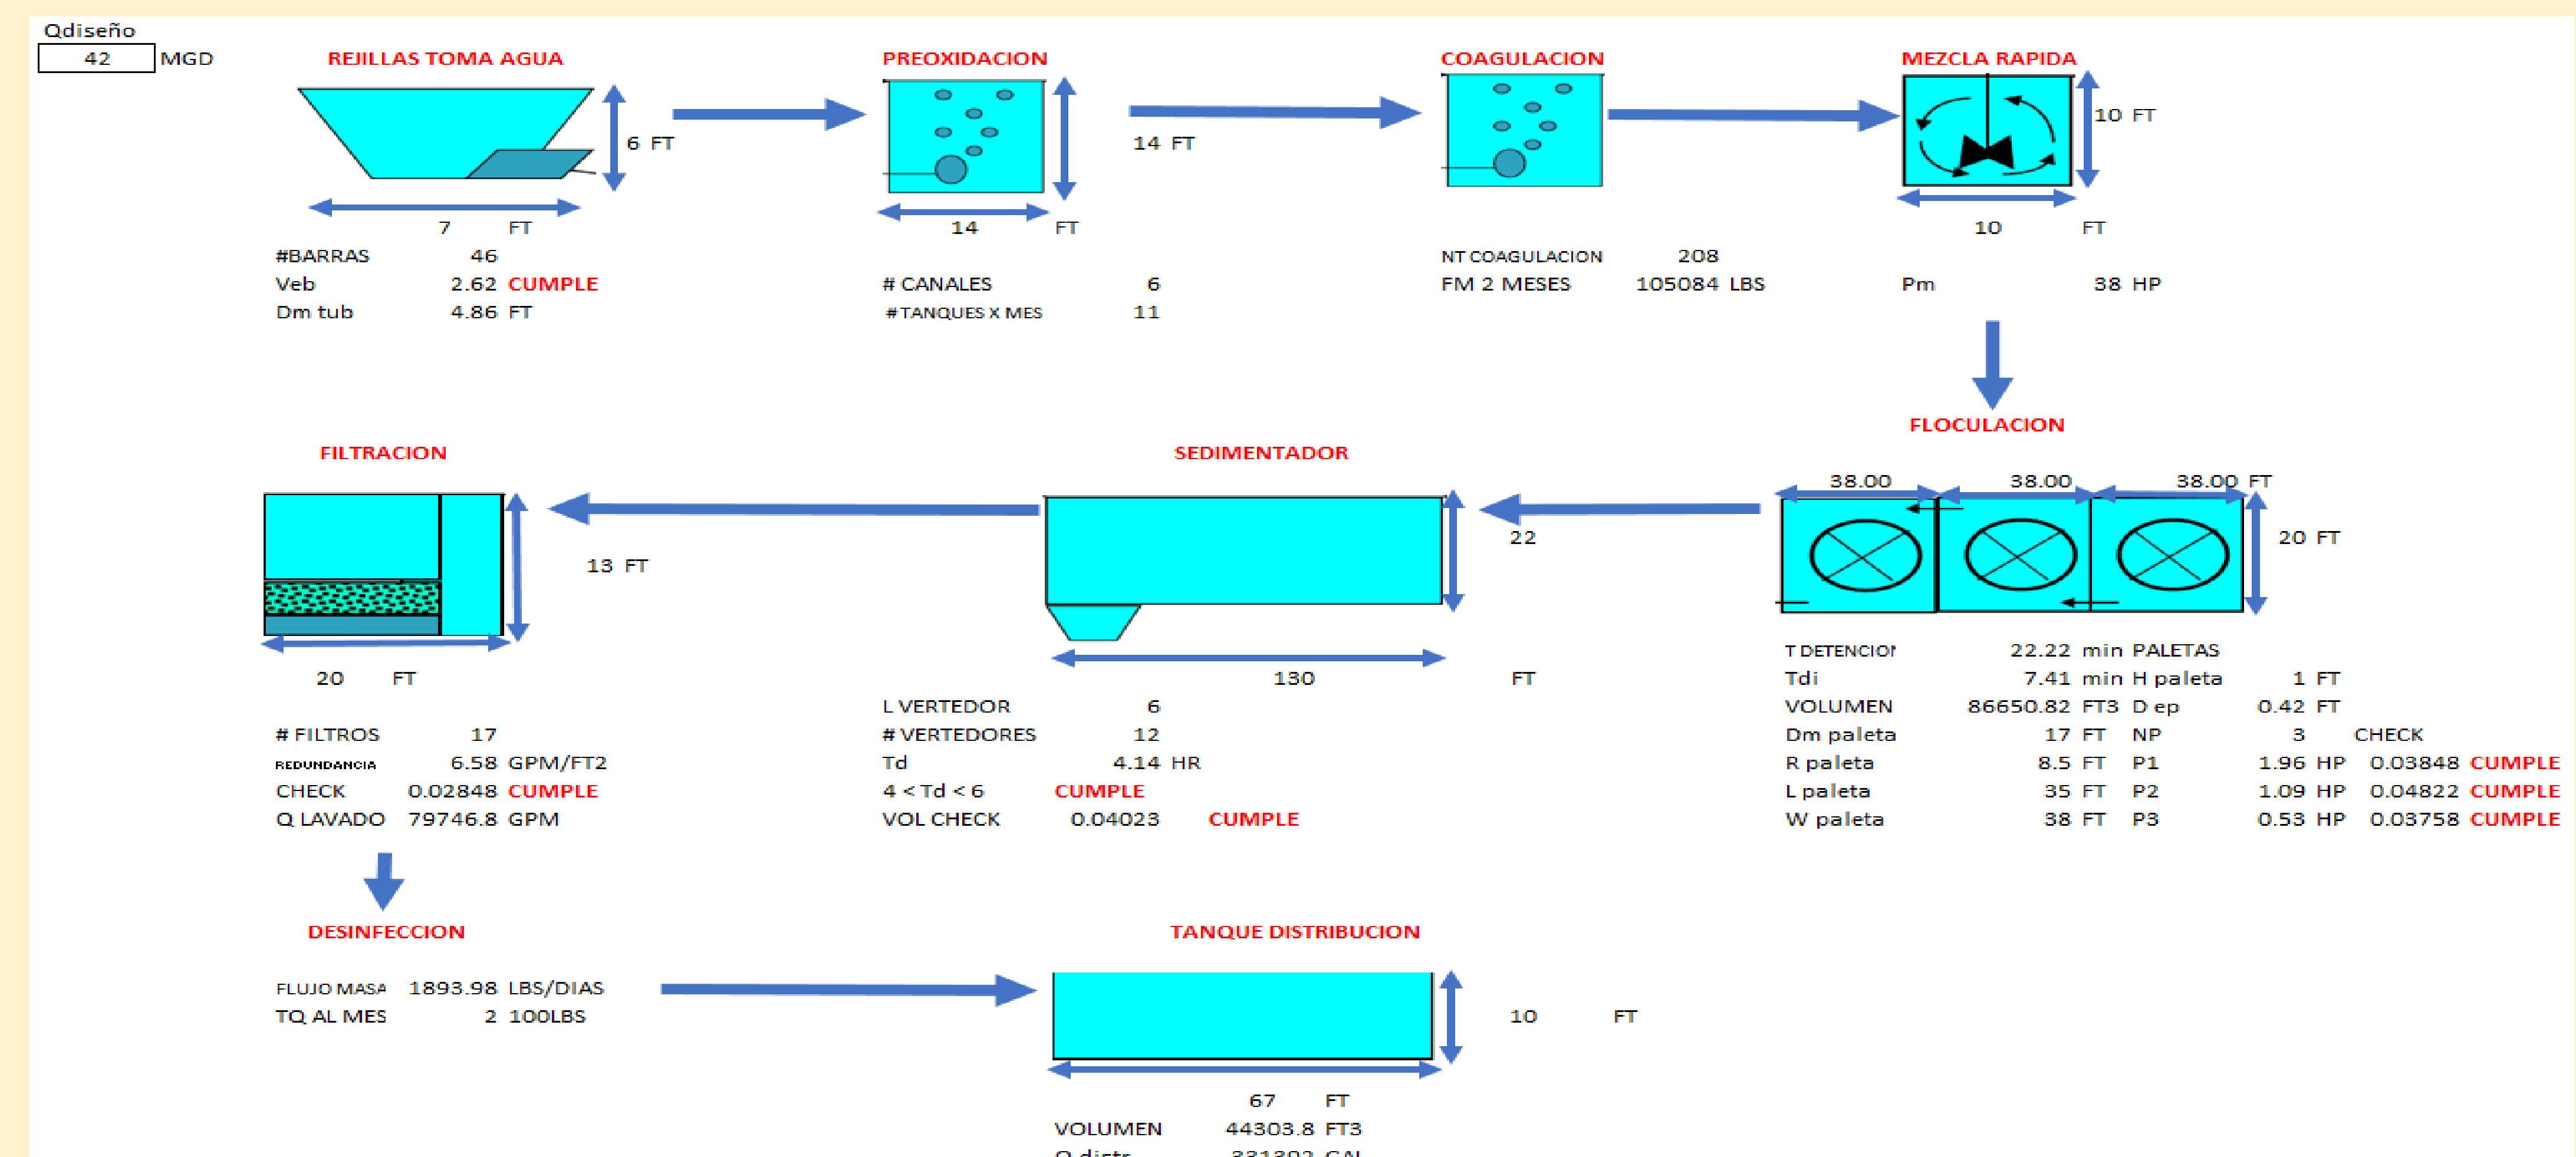 Qdiseño
42 MGD
REJILLAS TOMA AGUA
6 FT
7 FT
#BARRAS 46
Veb 2.62 CUMPLE
Dm tub 4.86 FT
PREOXIDACION
14 FT
14 FT
# CANALES 6
#TANQUES X MES 11
COAGULACION
NT COAGULACION 208
FM 2 MESES 105084 LBS
MEZCLA RAPIDA
10 FT
10 FT
Pm 38 HP
FLOCULACION
38.00 38.00 38.00 FT
20 FT
T DETENCION 22.22 min PALETAS
Tdi 7.41 min H paleta 1 FT
VOLUMEN 86650.82 FT3 D ep 0.42 FT
Dm paleta 17 FT NP 3 CHECK
R paleta 8.5 FT P1 1.96 HP 0.03848 CUMPLE
L paleta 35 FT P2 1.09 HP 0.04822 CUMPLE
W paleta 38 FT P3 0.53 HP 0.03758 CUMPLE
SEDIMENTADOR
22
130 FT
L VERTEDOR 6
# VERTEDORES 12
Td 4.14 HR
4 < Td < 6 CUMPLE
VOL CHECK 0.04023 CUMPLE
FILTRACION
13 FT
20 FT
# FILTROS 17
REDUNDANCIA 6.58 GPM/FT2
CHECK 0.02848 CUMPLE
Q LAVADO 79746.8 GPM
DESINFECCION
FLUJO MASA 1893.98 LBS/DIAS
TQ AL MES 2 100LBS
TANQUE DISTRIBUCION
10 FT
67 FT
VOLUMEN 44303.8 FT3